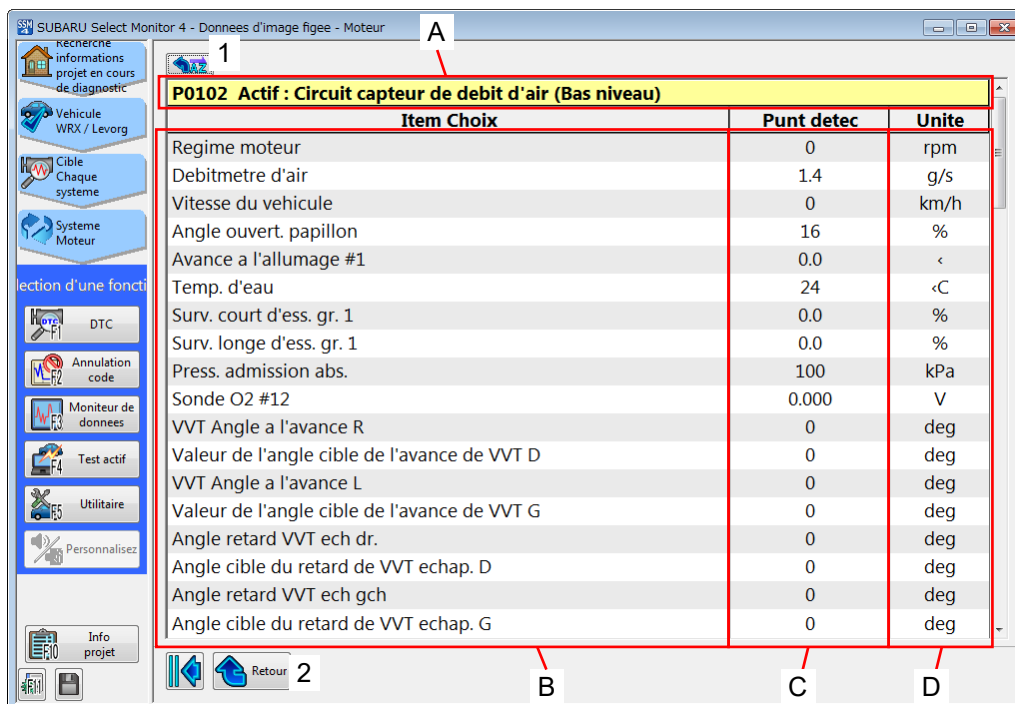 SUBARU Select Monitor 4 - Donnees d'image figee - Moteur
A
Recherche
informations
projet en cours
de diagnostic
Vehicule
WRX / Levorg
Cible
Chaque
systeme
Systeme
Moteur
lection d'une foncti
F1 DTC
F2 Annulation
code
F3 Moniteur de
donnees
F4 Test actif
F5 Utilitaire
Personnalisez
F10 Info
projet
F11
AZ 1
P0102 Actif : Circuit capteur de debit d'air (Bas niveau)
Item Choix Punt detec Unite
Regime moteur 0 rpm
Debitmetre d'air 1.4 g/s
Vitesse du vehicule 0 km/h
Angle ouvert. papillon 16 %
Avance a l'allumage #1 0.0 ‹
Temp. d'eau 24 ‹C
Surv. court d'ess. gr. 1 0.0 %
Surv. longe d'ess. gr. 1 0.0 %
Press. admission abs. 100 kPa
Sonde O2 #12 0.000 V
VVT Angle a l'avance R 0 deg
Valeur de l'angle cible de l'avance de VVT D 0 deg
VVT Angle a l'avance L 0 deg
Valeur de l'angle cible de l'avance de VVT G 0 deg
Angle retard VVT ech dr. 0 deg
Angle cible du retard de VVT echap. D 0 deg
Angle retard VVT ech gch 0 deg
Angle cible du retard de VVT echap. G 0 deg
Retour 2
B C D